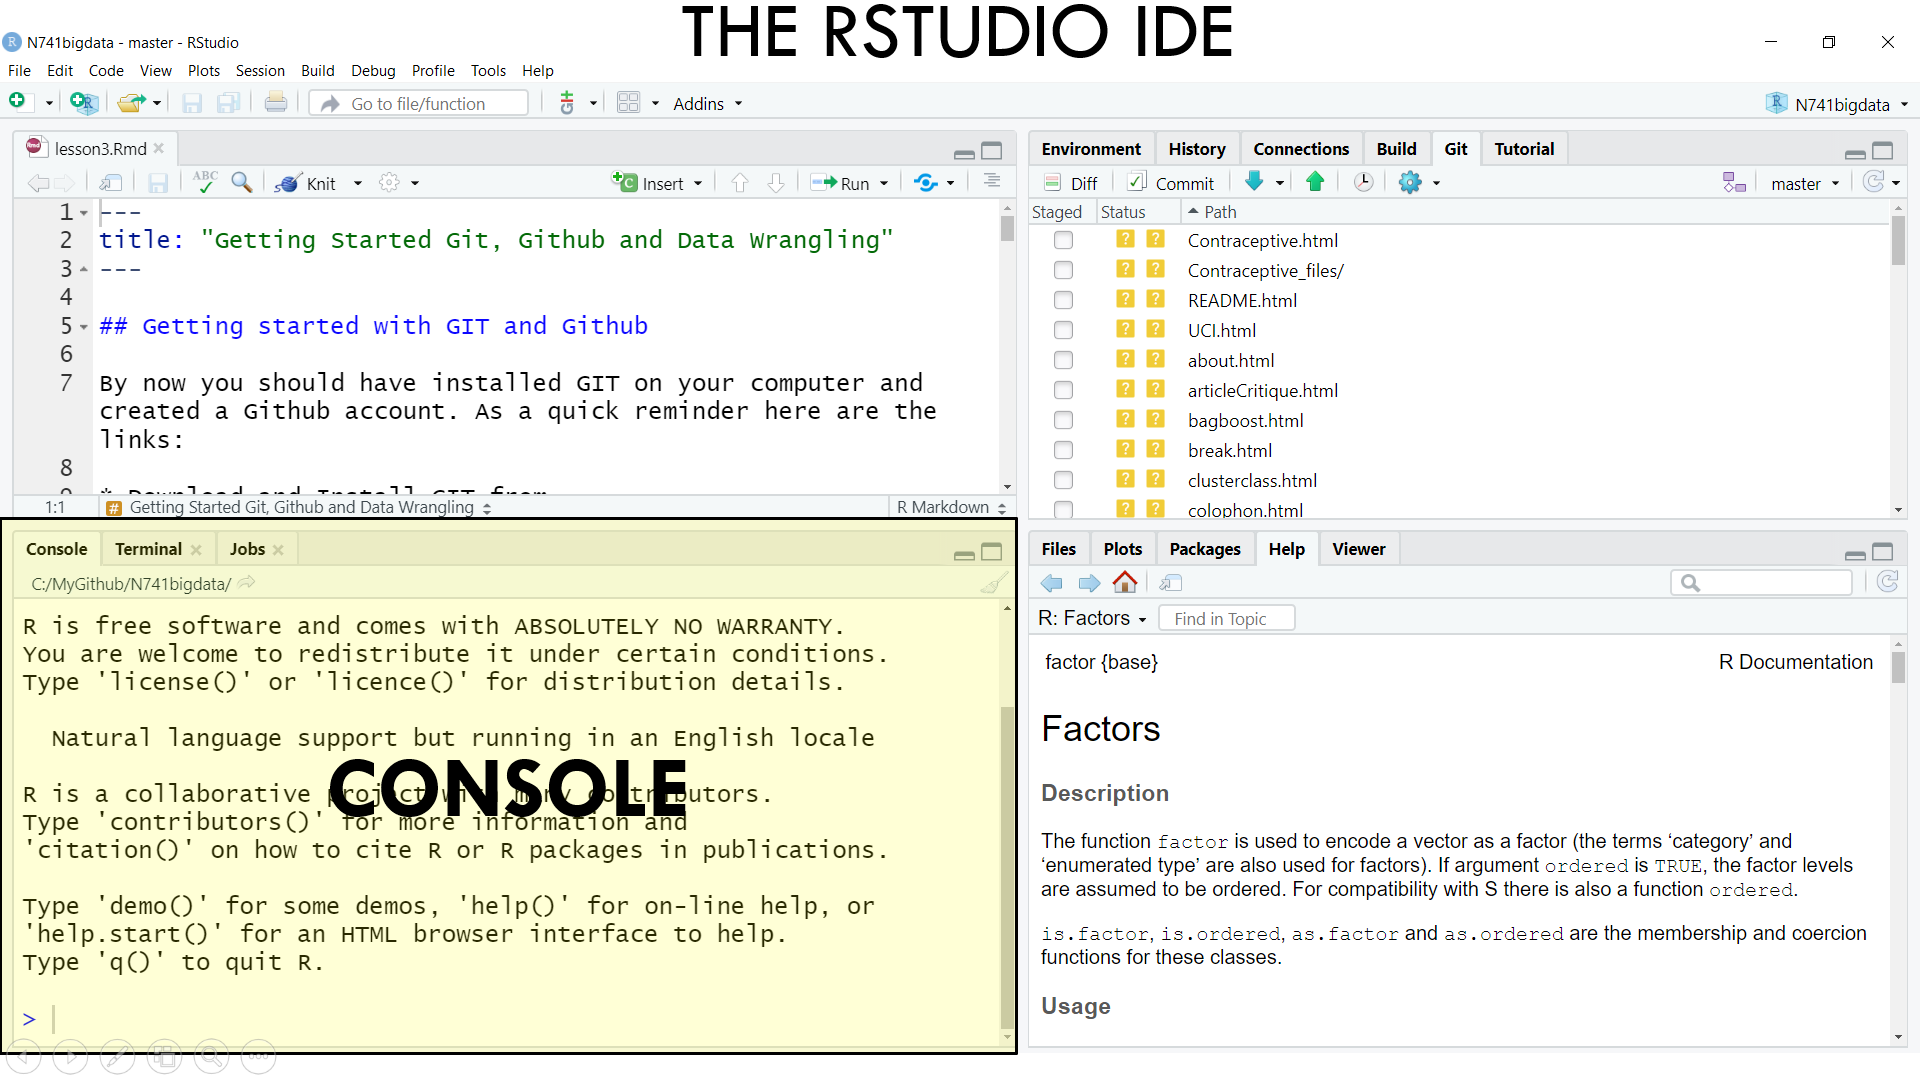 THE RSTUDIO IDE
N741bigdata - master - RStudio
File Edit Code View Plots Session Build Debug Profile Tools Help
Go to file/function Addins N741bigdata
lesson3.Rmd
ABC Knit Insert Run
1 ---
2 title: "Getting Started Git, Github and Data Wrangling"
3 ---
4
5 ## Getting started with GIT and Github
6
7 By now you should have installed GIT on your computer and
created a Github account. As a quick reminder here are the
links:
8
9 * Download and Install GIT from
1:1 # Getting Started Git, Github and Data Wrangling R Markdown
Environment History Connections Build Git Tutorial
Diff Commit master
Staged Status Path
? ? Contraceptive.html
? ? Contraceptive_files/
? ? README.html
? ? UCI.html
? ? about.html
? ? articleCritique.html
? ? bagboost.html
? ? break.html
? ? clusterclass.html
? ? colophon.html
Console Terminal Jobs
C:/MyGithub/N741bigdata/
R is free software and comes with ABSOLUTELY NO WARRANTY.
You are welcome to redistribute it under certain conditions.
Type 'license()' or 'licence()' for distribution details.
Natural language support but running in an English locale
CONSOLE
R is a collaborative project with many contributors.
Type 'contributors()' for more information and
'citation()' on how to cite R or R packages in publications.
Type 'demo()' for some demos, 'help()' for on-line help, or
'help.start()' for an HTML browser interface to help.
Type 'q()' to quit R.
>
Files Plots Packages Help Viewer
R: Factors Find in Topic
factor {base} R Documentation
Factors
Description
The function factor is used to encode a vector as a factor (the terms ‘category’ and
‘enumerated type’ are also used for factors). If argument ordered is TRUE, the factor levels
are assumed to be ordered. For compatibility with S there is also a function ordered.
is.factor, is.ordered, as.factor and as.ordered are the membership and coercion
functions for these classes.
Usage